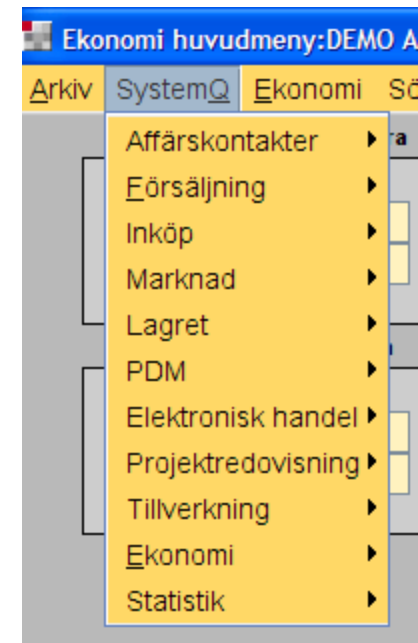 Ekonomi huvudmeny:DEMO A
Arkiv SystemQ Ekonomi Sö
ra
Affärskontakter
Försäljning
Inköp
Marknad
Lagret
PDM
Elektronisk handel
Projektredovisning
Tillverkning
Ekonomi
Statistik